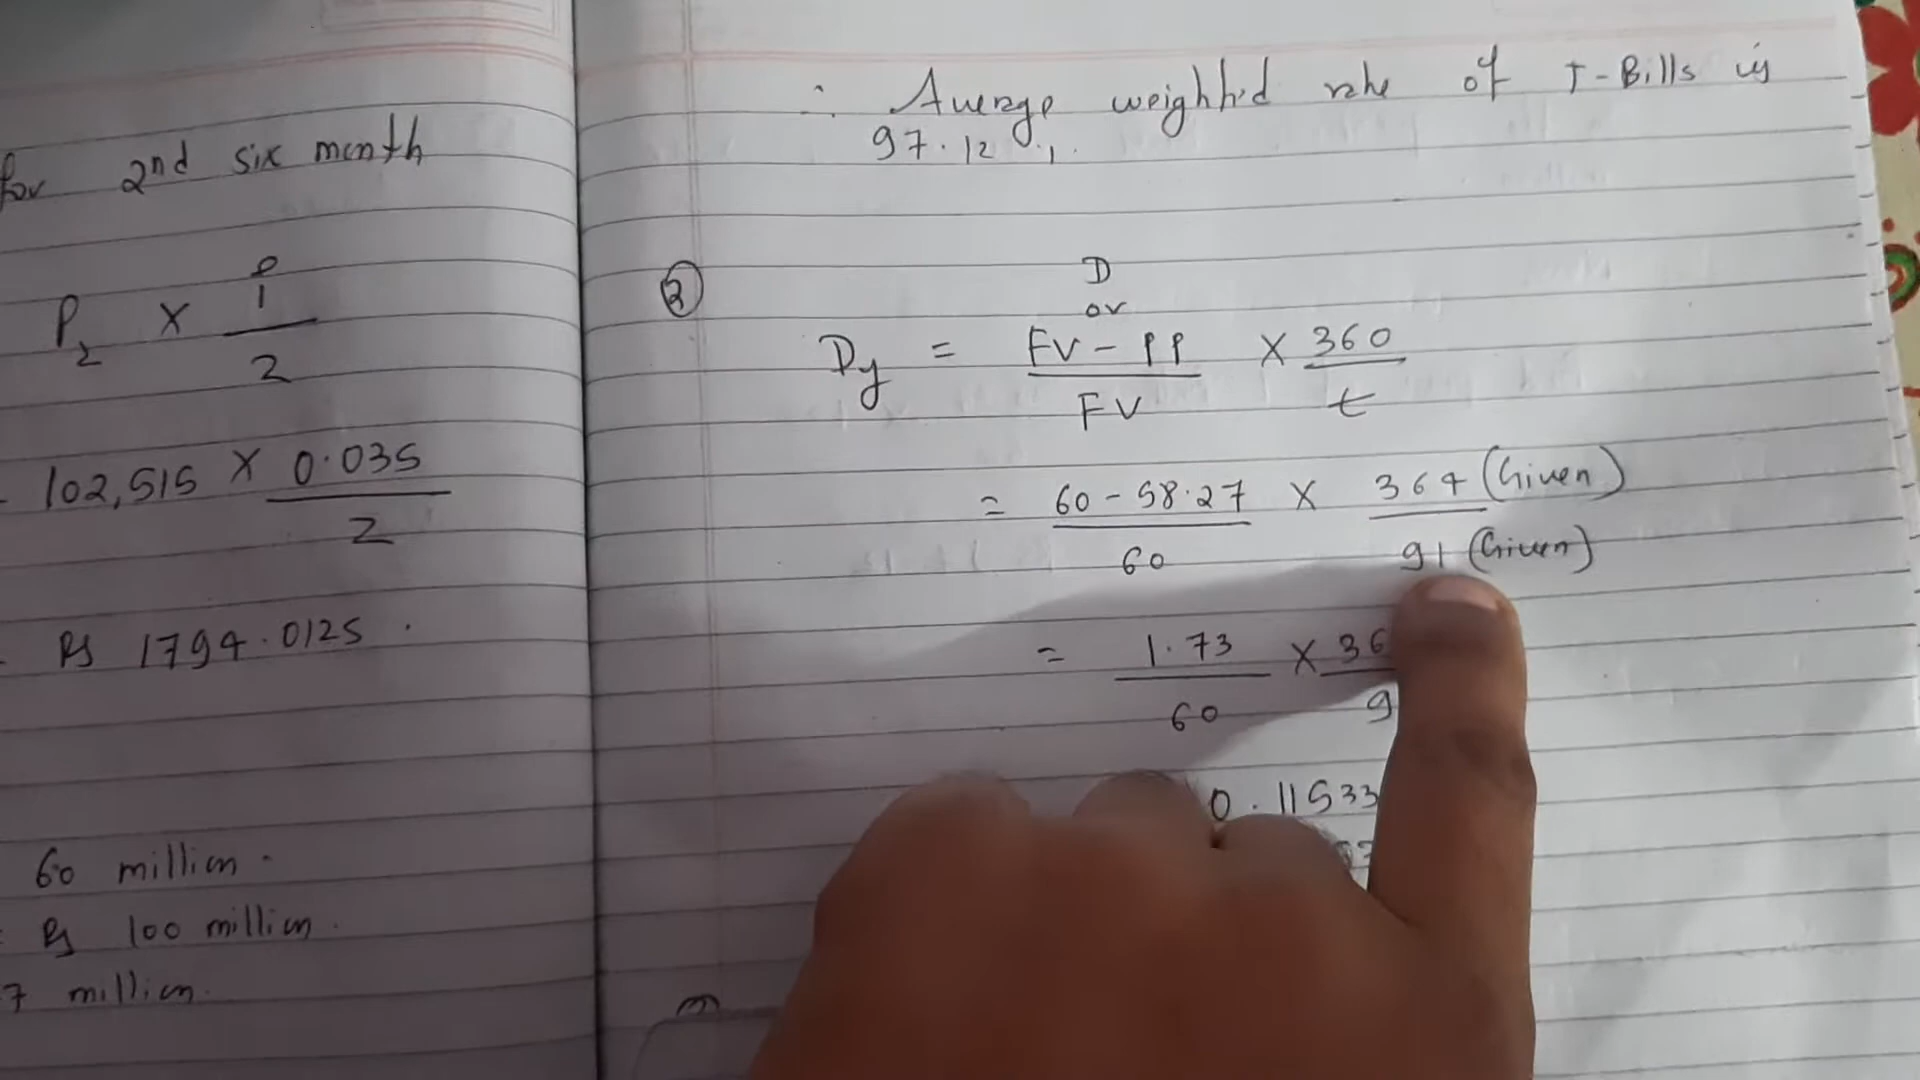 for 2nd six month
P2 × i^p / 2
102,515 × 0.035 / 2
Rs 1794.0125.
60 million.
Rs 100 million.
7 million.
∴ Average weighted rate of T-Bills is
97.12%.
②
D
or
Dy = FV - PP / FV × 360 / t
= 60 - 58.27 / 60 × 364 (Given) / 91 (Given)
= 1.73 / 60 × 36 / 9
0.11533